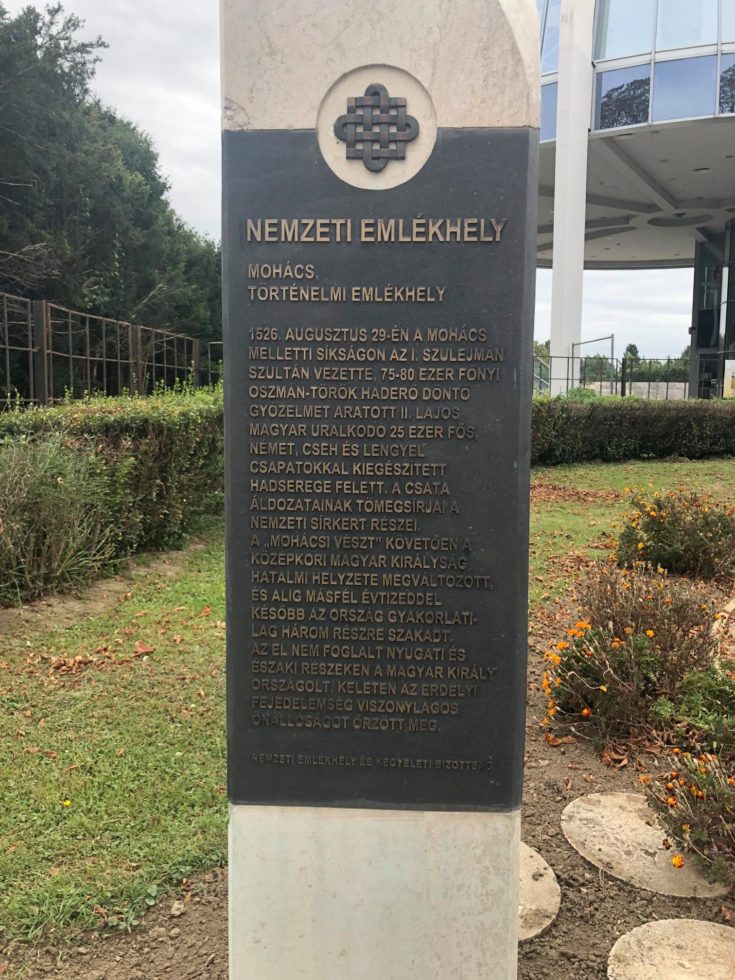 NEMZETI EMLÉKHELY
MOHÁCS,
TÖRTÉNELMI EMLÉKHELY
1526. AUGUSZTUS 29-ÉN A MOHÁCS
MELLETTI SÍKSÁGON AZ I. SZULEJMÁN
SZULTÁN VEZETTE, 75-80 EZER FŐNYI
OSZMÁN-TÖRÖK HADERŐ DÖNTŐ
GYŐZELMET ARATOTT II. LAJOS
MAGYAR URALKODÓ 25 EZER FŐS,
NÉMET, CSEH ÉS LENGYEL
CSAPATOKKAL KIEGÉSZÍTETT
HADSEREGE FELETT. A CSATA
ÁLDOZATAINAK TÖMEGSÍRJAI A
NEMZETI SÍRKERT RÉSZEI.
A „MOHÁCSI VÉSZT” KÖVETŐEN A
KÖZÉPKORI MAGYAR KIRÁLYSÁG
HATALMI HELYZETE MEGVÁLTOZOTT,
ÉS ALIG MÁSFÉL ÉVTIZEDDEL
KÉSŐBB AZ ORSZÁG GYAKORLATI-
LAG HÁROM RÉSZRE SZAKADT.
AZ EL NEM FOGLALT NYUGATI ÉS
ÉSZAKI RÉSZEKEN A MAGYAR KIRÁLY
ORSZÁGOLT, KELETEN AZ ERDÉLYI
FEJEDELEMSÉG VISZONYLAGOS
ÖNÁLLÓSÁGOT ŐRZÖTT MEG.
NEMZETI EMLÉKHELY ÉS KEGYELETI BIZOTTSÁG